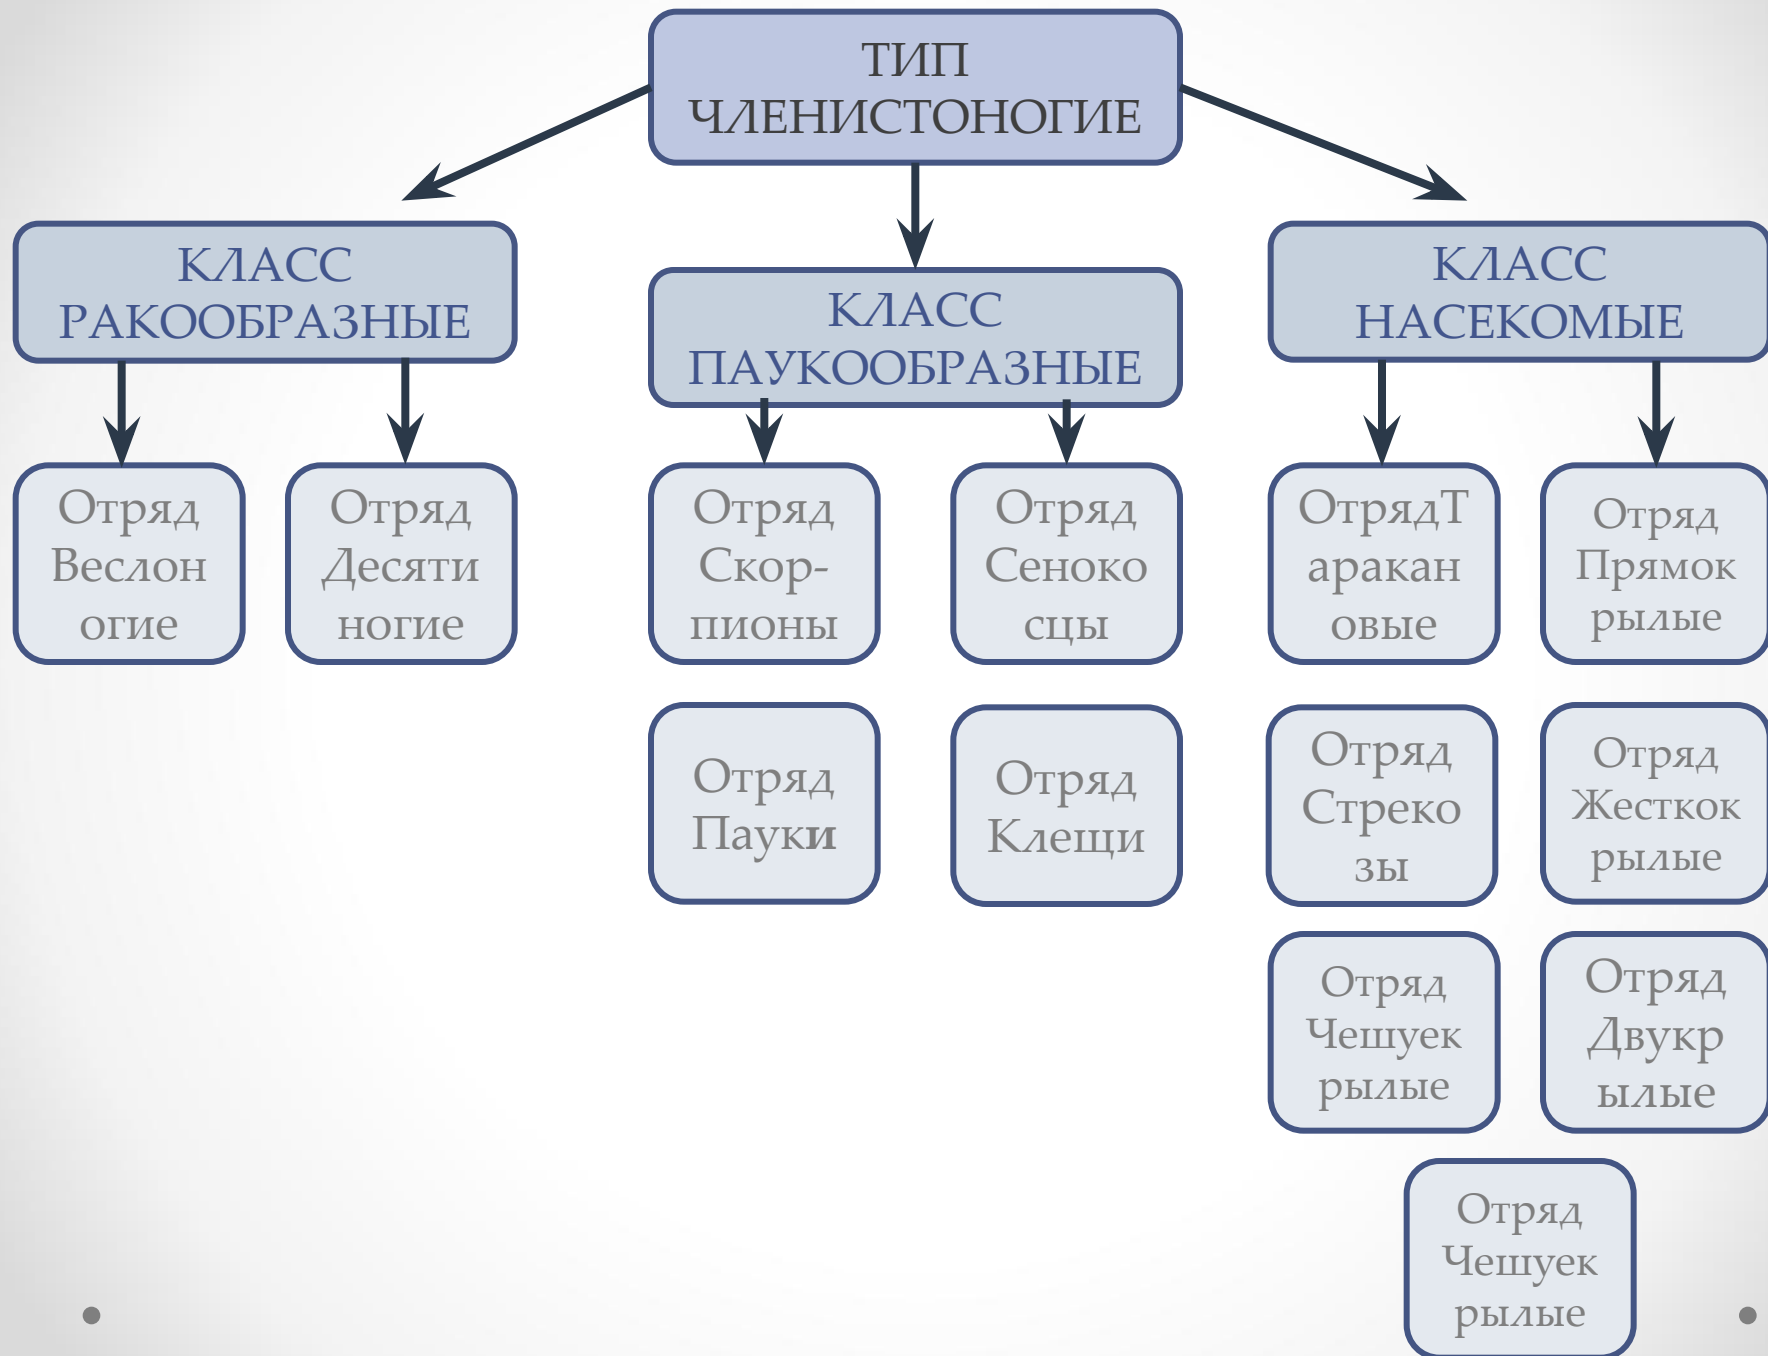 ТИП
ЧЛЕНИСТОНОГИЕ
КЛАСС
РАКООБРАЗНЫЕ
КЛАСС
ПАУКООБРАЗНЫЕ
КЛАСС
НАСЕКОМЫЕ
Отряд
Веслон
огие
Отряд
Десяти
ногие
Отряд
Скор-
пионы
Отряд
Сеноко
сцы
ОтрядТ
аракан
овые
Отряд
Прямок
рылые
Отряд
Пауки
Отряд
Клещи
Отряд
Стреко
зы
Отряд
Жесткок
рылые
Отряд
Чешуек
рылые
Отряд
Двукр
ылые
Отряд
Чешуек
рылые